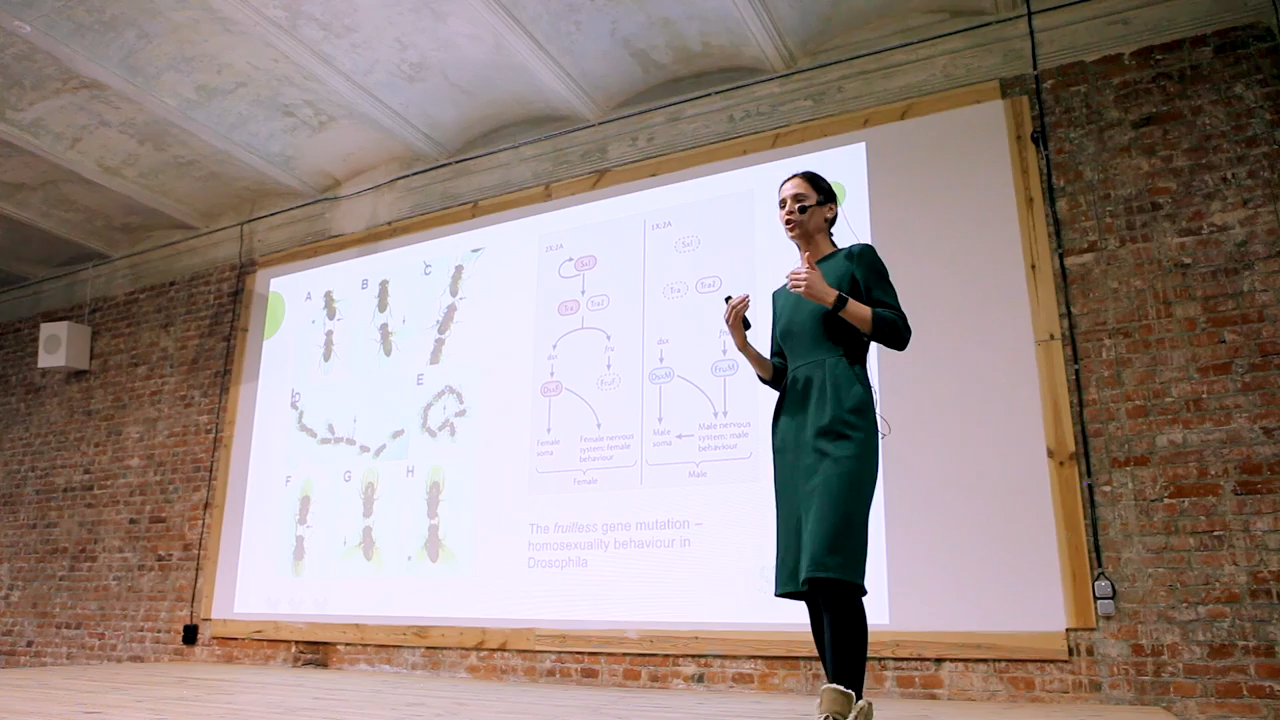 A
B
C
D
E
F
G
H
2X:2A
Sxl
Tra
Tra2
dsx
fru
DsxF
FruF
Female
soma
Female nervous
system: female
behaviour
Female
1X:2A
Sxl
Tra
Tra2
dsx
fru
DsxM
FruM
Male
soma
Male nervous
system: male
behaviour
Male
The fruilless gene mutation –
homosexuality behaviour in
Drosophila